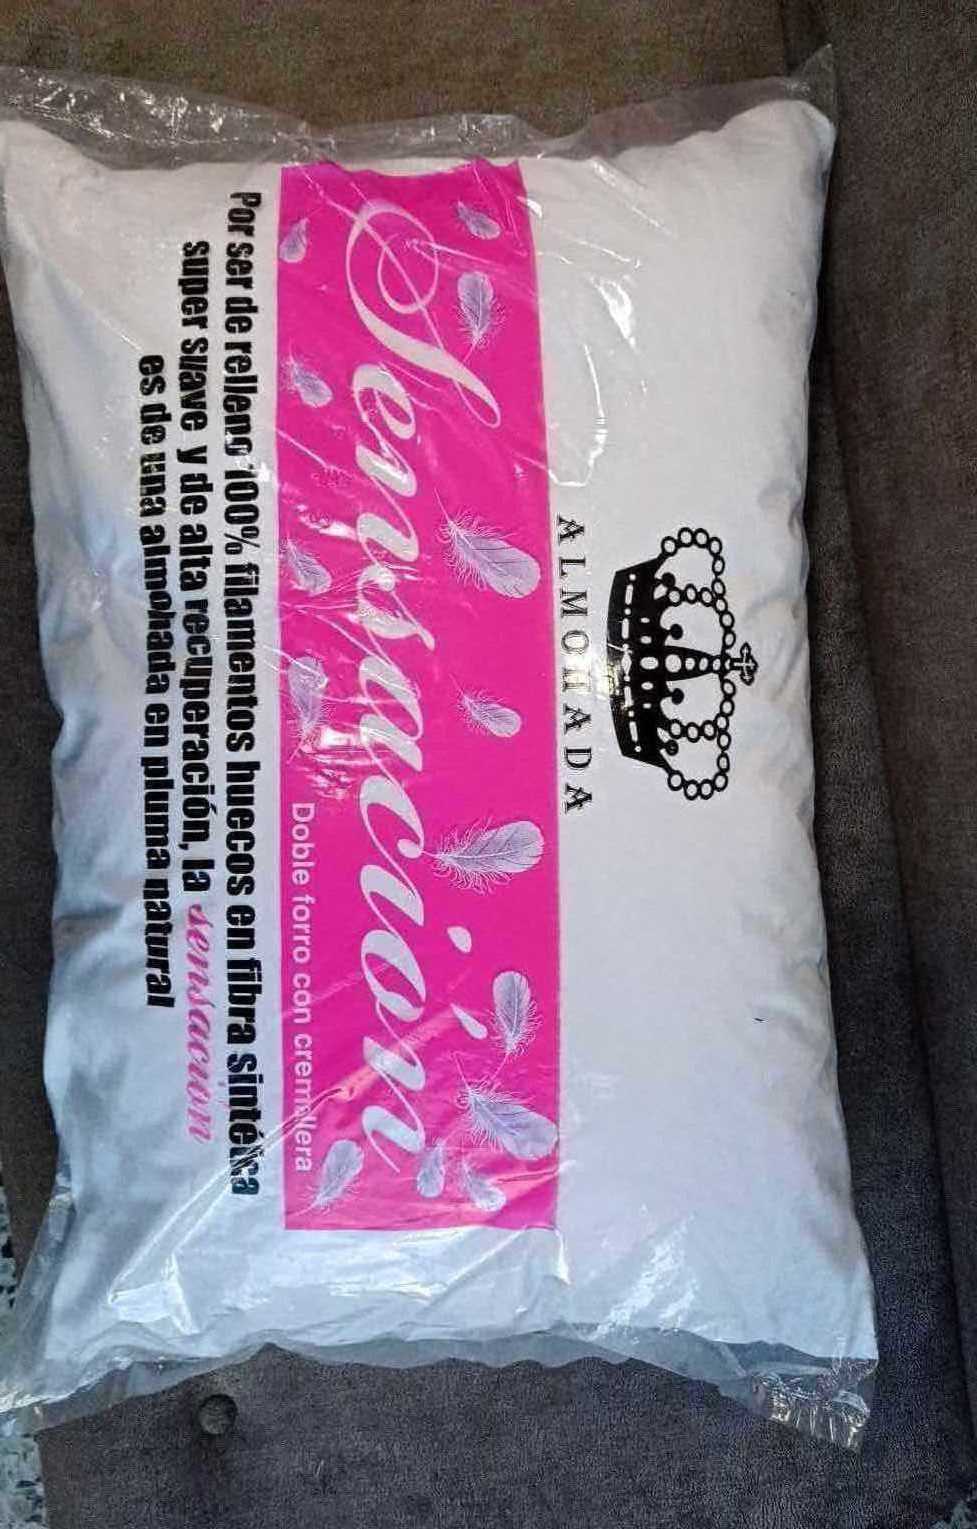 ALMOHADA
Sensación
Doble forro con cremallera
Por ser de relleno 100% filamentos huecos en fibra sintética
super suave y de alta recuperación, la sensación
es de una almohada en pluma natural